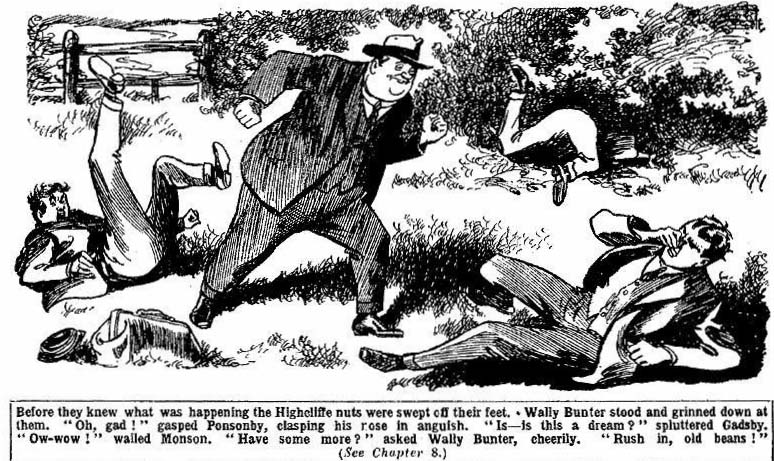 Before they knew what was happening the Highcliffe nuts were swept off their feet. Wally Bunter stood and grinned down at
them. "Oh, gad!" gasped Ponsonby, clasping his rose in anguish. "Is—is this a dream?" spluttered Gadsby.
"Ow-wow!" wailed Monson. "Have some more?" asked Wally Bunter, cheerily. "Rush in, old beans!"
(See Chapter 8.)